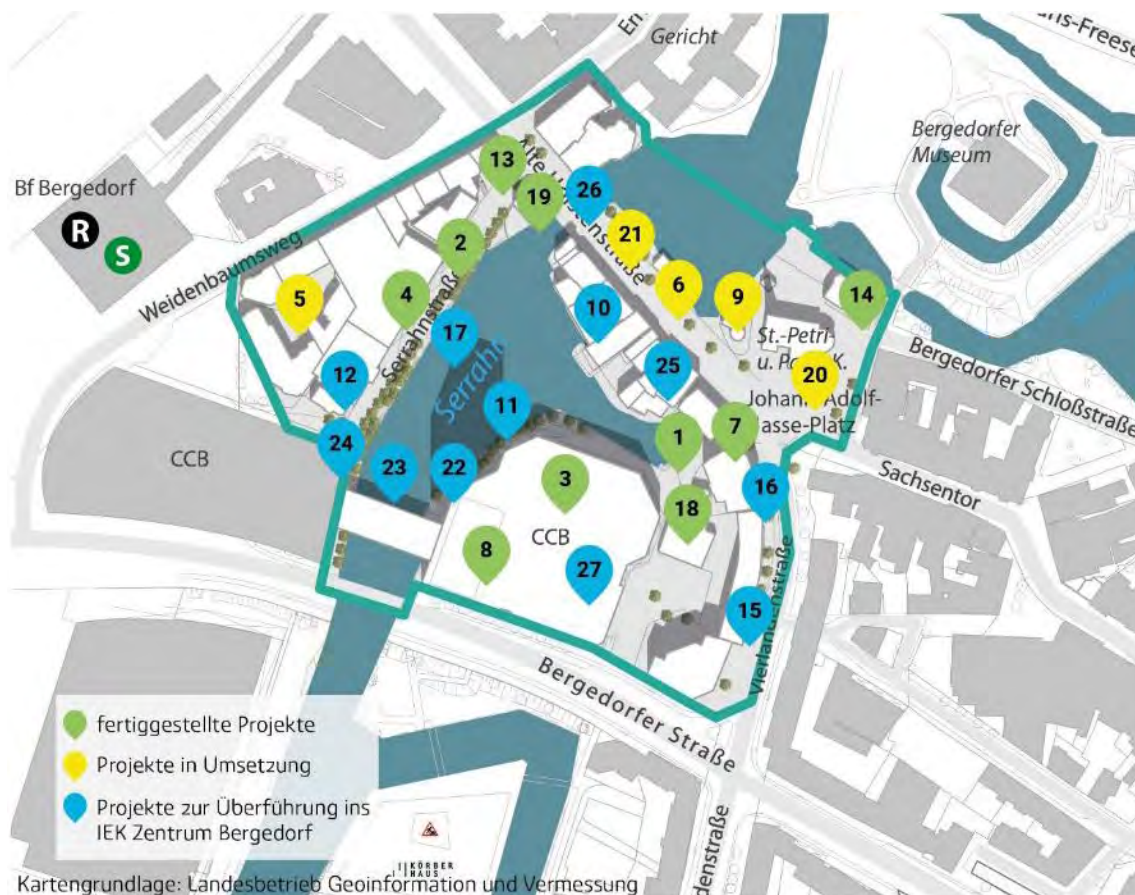 Gericht
Bergedorfer
Museum
Bf Bergedorf
R
S
Weidenbaumsweg
13
19
26
2
21
5
4
6
9
14
10
17
St.-Petri-
12
25
20
11
Serrahnstraße
Serrahn
Bergedorfer Schloßstraße
1
7
24
CCB
23
22
3
16
Sachsentor
18
CCB
8
27
15
Bergedorfer Straße
fertiggestellte Projekte
Projekte in Umsetzung
Projekte zur Überführung ins
IEK Zentrum Bergedorf
KÖRBER
HAUS
Kartengrundlage: Landesbetrieb Geoinformation und Vermessung